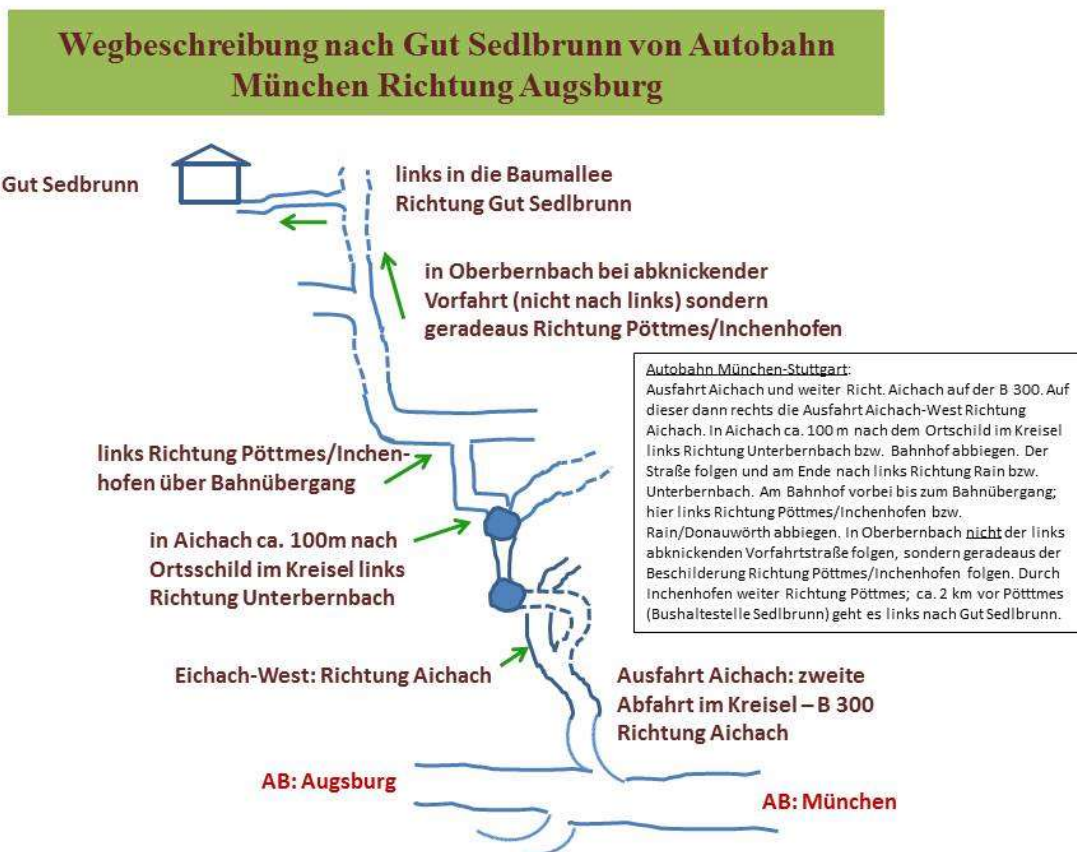 Wegbeschreibung nach Gut Sedlbrunn von Autobahn
München Richtung Augsburg
Gut Sedbrunn
links in die Baumallee
Richtung Gut Sedlbrunn
in Oberbernbach bei abknickender
Vorfahrt (nicht nach links) sondern
geradeaus Richtung Pöttmes/Inchenhofen
Autobahn München-Stuttgart:
Ausfahrt Aichach und weiter Richt. Aichach auf der B 300. Auf
dieser dann rechts die Ausfahrt Aichach-West Richtung
Aichach. In Aichach ca. 100 m nach dem Ortschild im Kreisel
links Richtung Unterbernbach bzw. Bahnhof abbiegen. Der
Straße folgen und am Ende nach links Richtung Rain bzw.
Unterbernbach. Am Bahnhof vorbei bis zum Bahnübergang;
hier links Richtung Pöttmes/Inchenhofen bzw.
Rain/Donauwörth abbiegen. In Oberbernbach nicht der links
abknickenden Vorfahrtstraße folgen, sondern geradeaus der
Beschilderung Richtung Pöttmes/Inchenhofen folgen. Durch
Inchenhofen weiter Richtung Pöttmes; ca. 2 km vor Pötttmes
(Bushaltestelle Sedlbrunn) geht es links nach Gut Sedlbrunn.
links Richtung Pöttmes/Inchen-
hofen über Bahnübergang
in Aichach ca. 100m nach
Ortsschild im Kreisel links
Richtung Unterbernbach
Eichach-West: Richtung Aichach
Ausfahrt Aichach: zweite
Abfahrt im Kreisel – B 300
Richtung Aichach
AB: Augsburg
AB: München